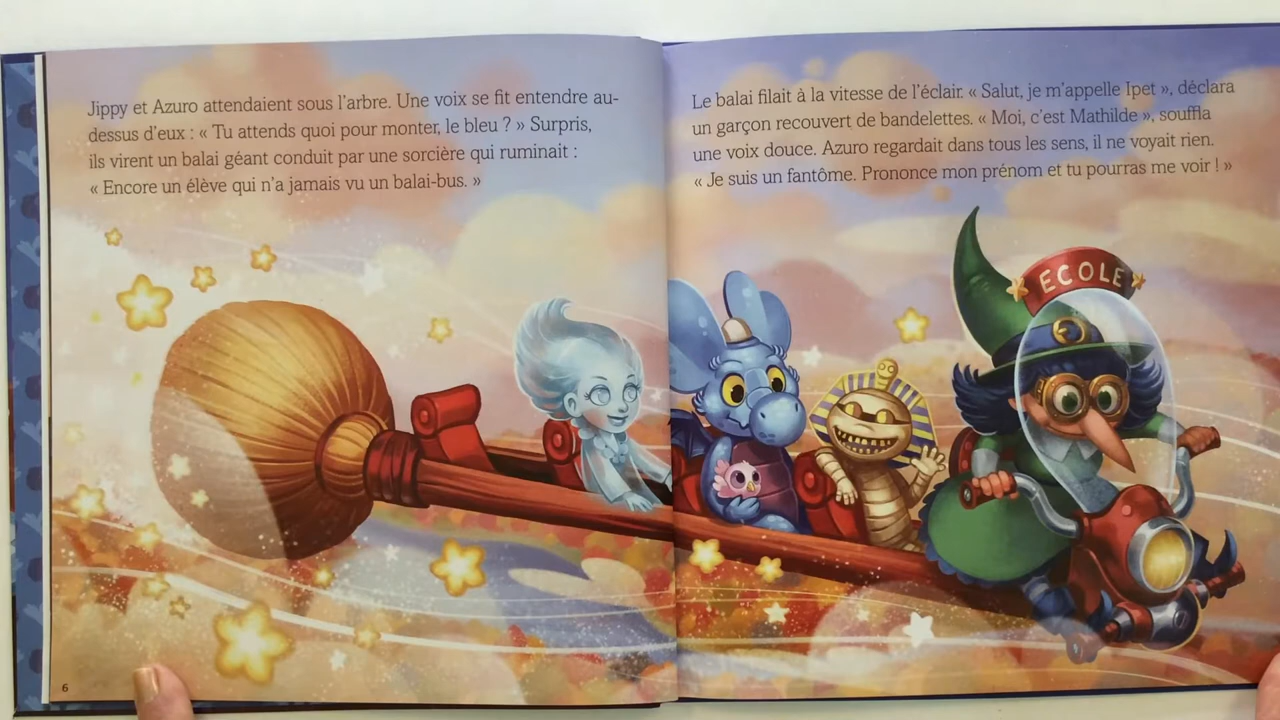 Jippy et Azuro attendaient sous l'arbre. Une voix se fit entendre au-
dessus d'eux : « Tu attends quoi pour monter, le bleu ? » Surpris,
ils virent un balai géant conduit par une sorcière qui ruminait :
« Encore un élève qui n'a jamais vu un balai-bus. »
6
Le balai filait à la vitesse de l'éclair. « Salut, je m'appelle Ipet », déclara
un garçon recouvert de bandelettes. « Moi, c'est Mathilde », souffla
une voix douce. Azuro regardait dans tous les sens, il ne voyait rien.
« Je suis un fantôme. Prononce mon prénom et tu pourras me voir ! »
ECOLE